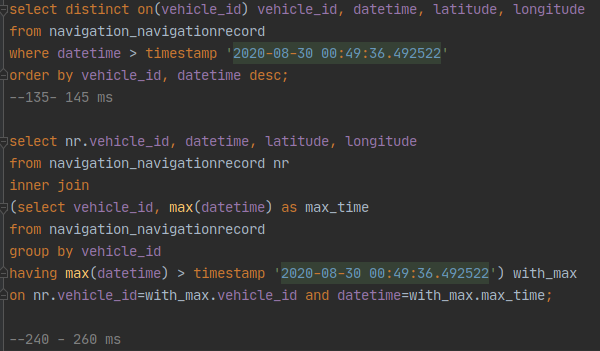 select distinct on(vehicle_id) vehicle_id, datetime, latitude, longitude
from navigation_navigationrecord
where datetime > timestamp '2020-08-30 00:49:36.492522'
order by vehicle_id, datetime desc;
--135- 145 ms
select nr.vehicle_id, datetime, latitude, longitude
from navigation_navigationrecord nr
inner join
(select vehicle_id, max(datetime) as max_time
from navigation_navigationrecord
group by vehicle_id
having max(datetime) > timestamp '2020-08-30 00:49:36.492522') with_max
on nr.vehicle_id=with_max.vehicle_id and datetime=with_max.max_time;
--240 - 260 ms